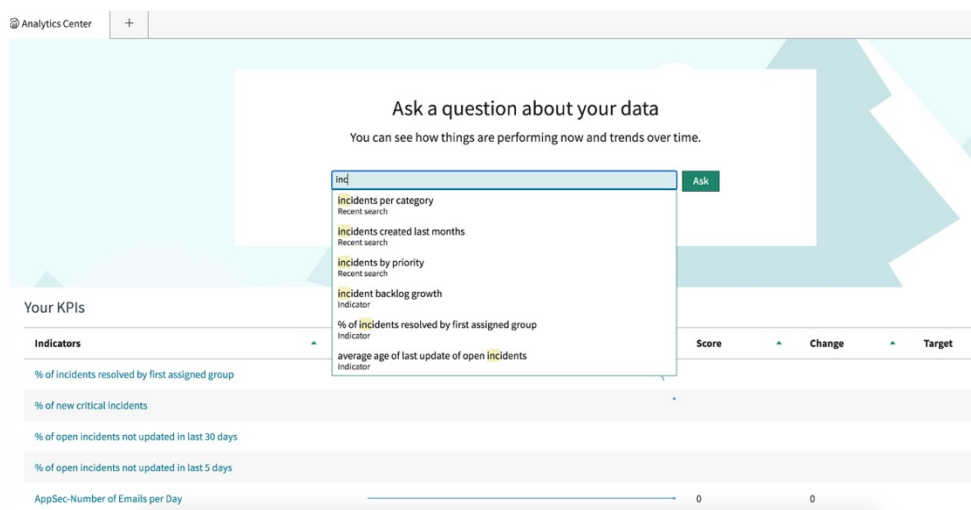 Analytics Center
+
Ask a question about your data
You can see how things are performing now and trends over time.
inc
Ask
incidents per category
Recent search
incidents created last months
Recent search
incidents by priority
Recent search
incident backlog growth
Indicator
% of incidents resolved by first assigned group
Indicator
average age of last update of open incidents
Indicator
Your KPIs
Indicators Score Change Target
% of incidents resolved by first assigned group
% of new critical incidents
% of open incidents not updated in last 30 days
% of open incidents not updated in last 5 days
AppSec-Number of Emails per Day 0 0